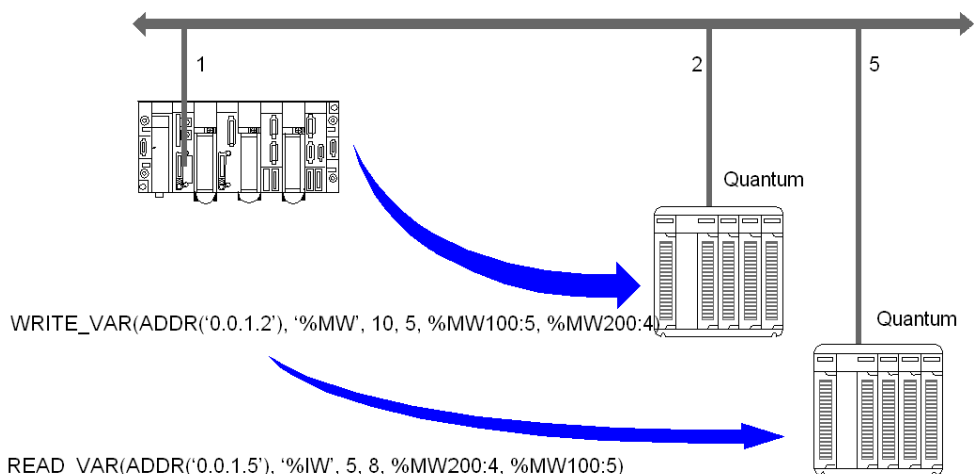 1
2
5
Quantum
WRITE_VAR(ADDR(‘0.0.1.2’), ‘%MW’, 10, 5, %MW100:5, %MW200:4)
Quantum
READ_VAR(ADDR(‘0.0.1.5’), ‘%IW’, 5, 8, %MW200:4, %MW100:5)